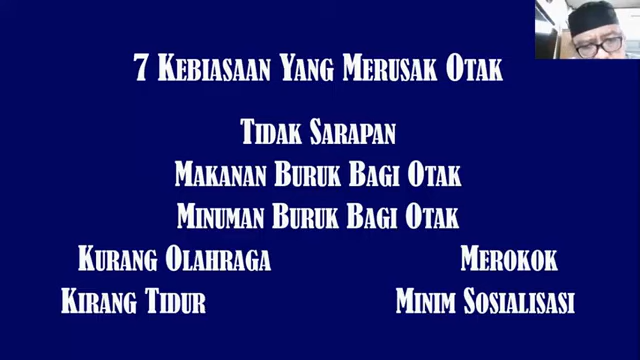 7 Kebiasaan Yang Merusak Otak
Tidak Sarapan
Makanan Buruk Bagi Otak
Minuman Buruk Bagi Otak
Kurang Olahraga Merokok
Kirang Tidur Minim Sosialisasi